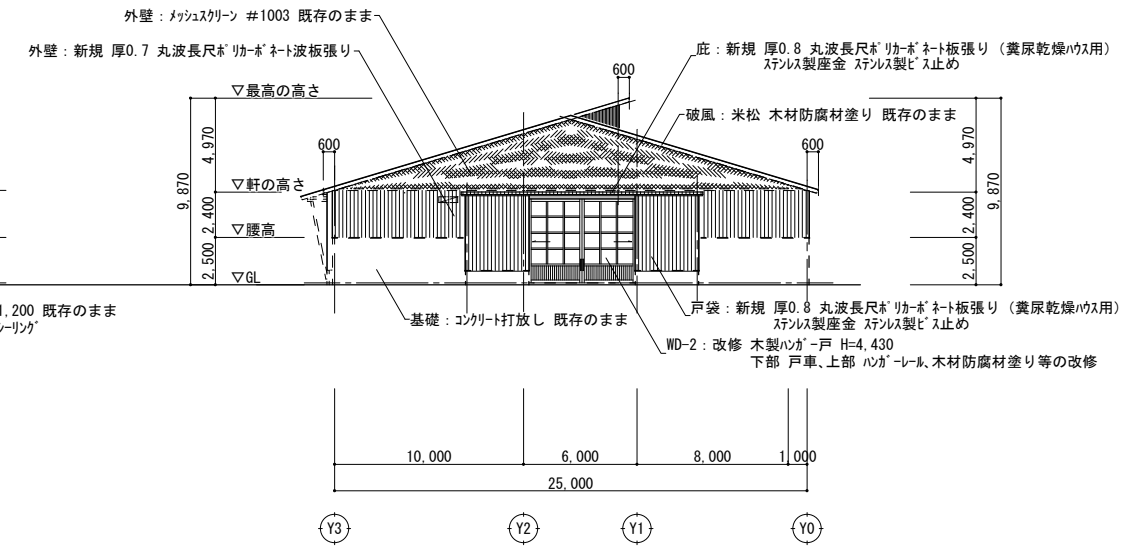 外壁：メッシュスクリーン #1003 既存のまま
外壁：新規 厚0.7 丸波長尺ポリカーボネート波板張り
庇：新規 厚0.8 丸波長尺ポリカーボネート板張り（糞尿乾燥ハウス用）
ステンレス製座金 ステンレス製ビス止め
600
▽最高の高さ
破風：米松 木材防腐材塗り 既存のまま
600
600
4,970
4,970
9,870
9,870
▽軒の高さ
2,400
2,400
▽腰高
2,500
2,500
▽GL
1,200 既存のまま
シーリング
基礎：コンクリート打放し 既存のまま
戸袋：新規 厚0.8 丸波長尺ポリカーボネート板張り（糞尿乾燥ハウス用）
ステンレス製座金 ステンレス製ビス止め
WD-2：改修 木製ハンガー戸 H=4,430
下部 戸車、上部 ハンガーレール、木材防腐材塗り等の改修
10,000
6,000
8,000
1,000
25,000
Y3
Y2
Y1
Y0